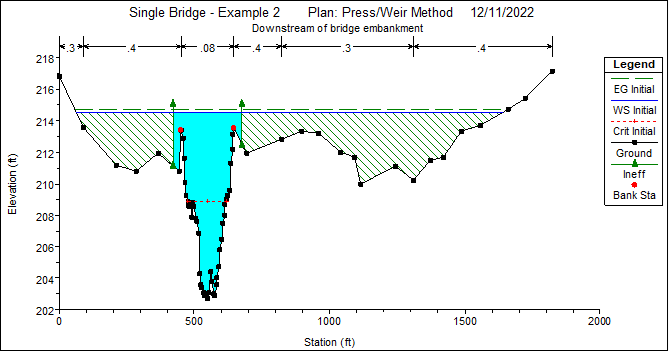 Single Bridge - Example 2 Plan: Press/Weir Method 12/11/2022
Downstream of bridge embankment
.3 .4 .08 .4 .3 .4
218
216
214
212
210
208
206
204
202
Elevation (ft)
0 500 1000 1500 2000
Station (ft)
Legend
EG Initial
WS Initial
Crit Initial
Ground
Ineff
Bank Sta